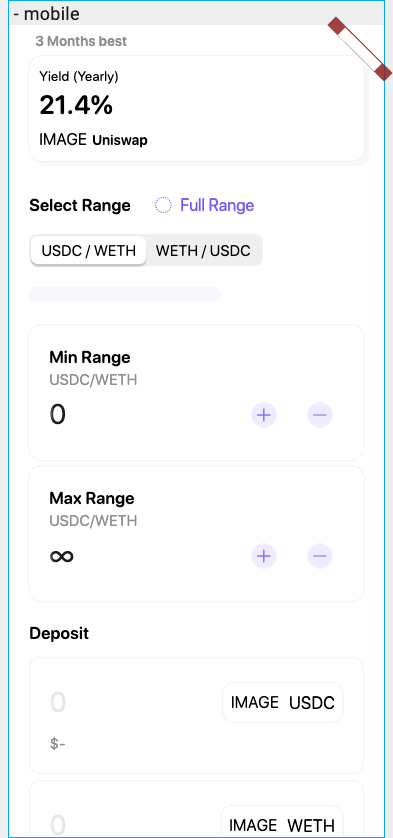 - mobile
3 Months best
Yield (Yearly)
21.4%
IMAGE Uniswap
Select Range Full Range
USDC / WETH WETH / USDC
Min Range
USDC/WETH
0
Max Range
USDC/WETH
∞
Deposit
0 IMAGE USDC
$-
0 IMAGE WETH